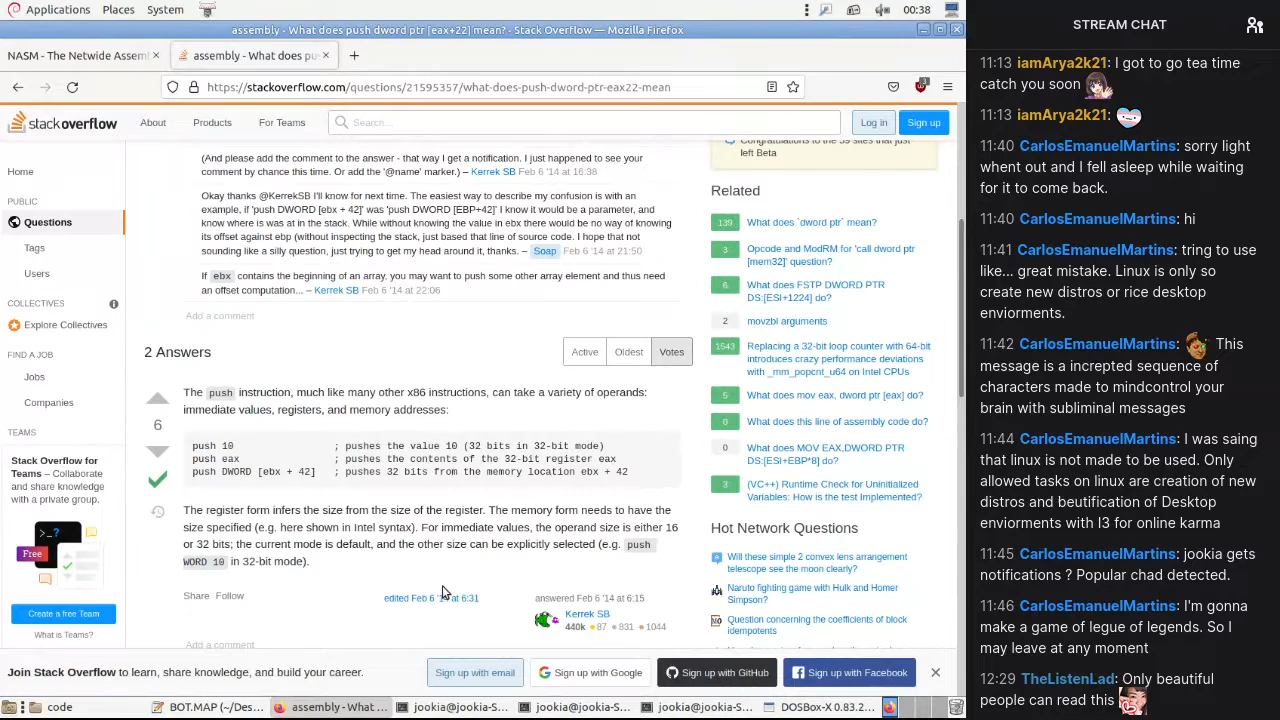 Applications Places System 00:38
assembly - What does push dword ptr [eax+22] mean? - Stack Overflow — Mozilla Firefox
NASM - The Netwide Assem
assembly - What does pu
https://stackoverflow.com/questions/21595357/what-does-push-dword-ptr-eax22-mean
3
stackoverflow About Products For Teams Search... Log in Sign up
Home
PUBLIC
Questions
Tags
Users
COLLECTIVES
Explore Collectives
FIND A JOB
Jobs
Companies
TEAMS
Stack Overflow for
Teams – Collaborate
and share knowledge
with a private group.
>_?
Free
Create a free Team
What is Teams?
(And please add the comment to the answer - that way I get a notification. I just happened to see your
comment by chance this time. Or add the '@name' marker.) – Kerrek SB Feb 6 '14 at 16:38
Okay thanks @KerrekSB I'll know for next time. The easiest way to describe my confusion is with an
example, if 'push DWORD [ebx + 42]' was 'push DWORD [EBP+42]' I know it would be a parameter, and
know where is was at in the stack. While without knowing the value in ebx there would be no way of knowing
its offset against ebp (without inspecting the stack, just based that line of source code. I hope that not
sounding like a silly question, just trying to get my head around it, thanks. – Soap Feb 6 '14 at 21:50
If ebx contains the beginning of an array, you may want to push some other array element and thus need
an offset computation... – Kerrek SB Feb 6 '14 at 22:06
Add a comment
2 Answers
Active Oldest Votes
6
The push instruction, much like many other x86 instructions, can take a variety of operands:
immediate values, registers, and memory addresses:
push 10 ; pushes the value 10 (32 bits in 32-bit mode)
push eax ; pushes the contents of the 32-bit register eax
push DWORD [ebx + 42] ; pushes 32 bits from the memory location ebx + 42
The register form infers the size from the size of the register. The memory form needs to have the
size specified (e.g. here shown in Intel syntax). For immediate values, the operand size is either 16
or 32 bits; the current mode is default, and the other size can be explicitly selected (e.g. push
WORD 10 in 32-bit mode).
Share Follow
edited Feb 6 '14 at 6:31
answered Feb 6 '14 at 6:15
Kerrek SB
440k 87 831 1044
Add a comment
left Beta
Related
139 What does `dword ptr` mean?
3 Opcode and ModRM for 'call dword ptr
[mem32]' question?
6 What does FSTP DWORD PTR
DS:[ESI+1224] do?
2 movzbl arguments
1543 Replacing a 32-bit loop counter with 64-bit
introduces crazy performance deviations
with _mm_popcnt_u64 on Intel CPUs
5 What does mov eax, dword ptr [eax] do?
0 What does this line of assembly code do?
0 What does MOV EAX,DWORD PTR
DS:[ESI+EBP*8] do?
3 (VC++) Runtime Check for Uninitialized
Variables: How is the test Implemented?
Hot Network Questions
Will these simple 2 convex lens arrangement
telescope see the moon clearly?
Naruto fighting game with Hulk and Homer
Simpson?
Question concerning the coefficients of block
idempotents
Join Stack Overflow to learn, share knowledge, and build your career.
Sign up with email
Sign up with Google
Sign up with GitHub
Sign up with Facebook
code
BOT.MAP (~/Des...
assembly - What...
jookia@jookia-S...
jookia@jookia-S...
jookia@jookia-S...
DOSBox-X 0.83.2...
STREAM CHAT
11:13 iamArya2k21: I got to go tea time
catch you soon
11:13 iamArya2k21:
11:40 CarlosEmanuelMartins: sorry light
whent out and I fell asleep while waiting
for it to come back.
11:40 CarlosEmanuelMartins: hi
11:41 CarlosEmanuelMartins: tring to use
like... great mistake. Linux is only so
create new distros or rice desktop
enviorments.
11:42 CarlosEmanuelMartins: This
message is a increpted sequence of
characters made to mindcontrol your
brain with subliminal messages
11:44 CarlosEmanuelMartins: I was saing
that linux is not made to be used. Only
allowed tasks on linux are creation of new
distros and beutification of Desktop
enviorments with I3 for online karma
11:45 CarlosEmanuelMartins: jookia gets
notifications ? Popular chad detected.
11:46 CarlosEmanuelMartins: I'm gonna
make a game of legue of legends. So I
may leave at any moment
12:29 TheListenLad: Only beautiful
people can read this